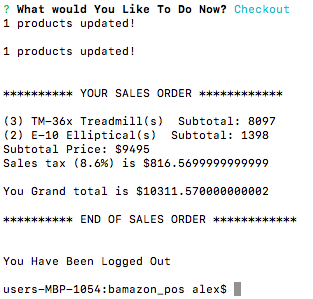 ? What would You Like To Do Now? Checkout
1 products updated!
1 products updated!
********** YOUR SALES ORDER ************
(3) TM-36x Treadmill(s)  Subtotal: 8097
(2) E-10 Elliptical(s)  Subtotal: 1398
Subtotal Price: $9495
Sales tax (8.6%) is $816.5699999999999
You Grand total is $10311.570000000002
********** END OF SALES ORDER ************
You Have Been Logged Out
users-MBP-1054:bamazon_pos alex$